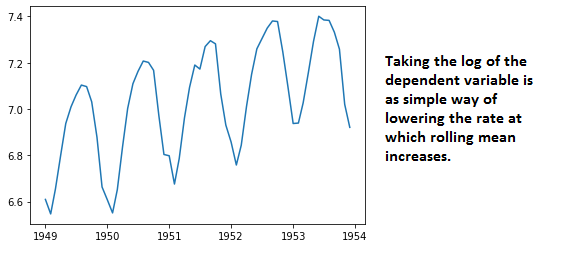 7.4
7.2
7.0
6.8
6.6
1949 1950 1951 1952 1953 1954
Taking the log of the
dependent variable is
as simple way of
lowering the rate at
which rolling mean
increases.